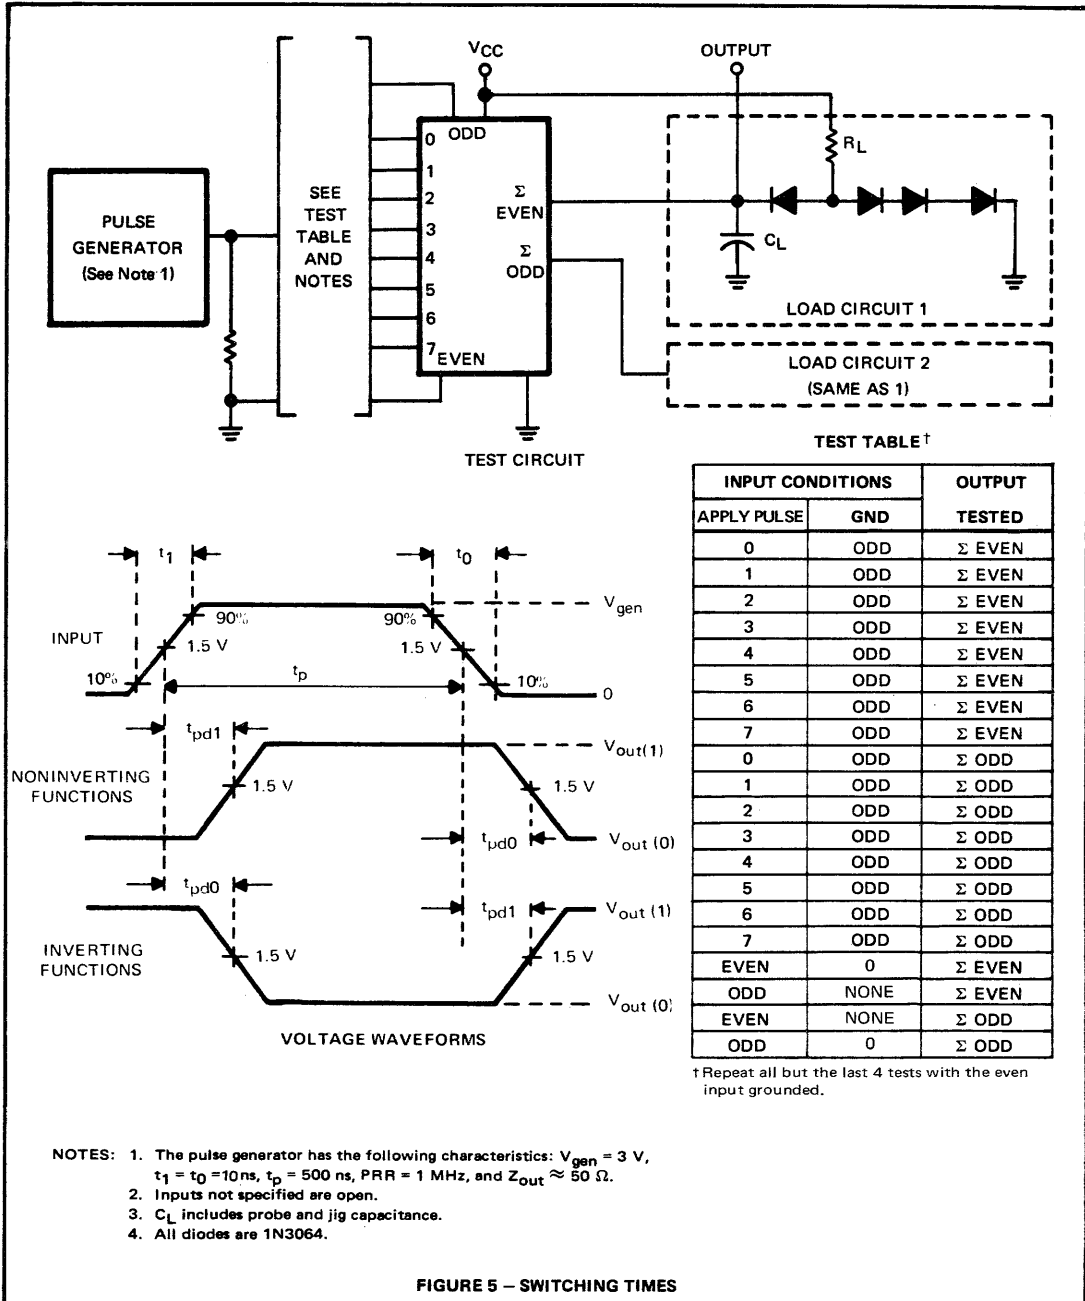 VCC
OUTPUT
ODD
0
1
2
3
4
5
6
7
EVEN
Σ
EVEN
Σ
ODD
RL
CL
PULSE
GENERATOR
(See Note 1)
SEE
TEST
TABLE
AND
NOTES
LOAD CIRCUIT 1
LOAD CIRCUIT 2
(SAME AS 1)
TEST CIRCUIT
t1
t0
INPUT
90%
90%
Vgen
1.5 V
1.5 V
10%
tp
10%
0
tpd1
Vout(1)
NONINVERTING
FUNCTIONS
1.5 V
1.5 V
tpd0
Vout (0)
tpd0
tpd1
Vout (1)
INVERTING
FUNCTIONS
1.5 V
1.5 V
Vout (0)
VOLTAGE WAVEFORMS
TEST TABLE†
INPUT CONDITIONS OUTPUT
APPLY PULSE GND TESTED
0 ODD Σ EVEN
1 ODD Σ EVEN
2 ODD Σ EVEN
3 ODD Σ EVEN
4 ODD Σ EVEN
5 ODD Σ EVEN
6 ODD Σ EVEN
7 ODD Σ EVEN
0 ODD Σ ODD
1 ODD Σ ODD
2 ODD Σ ODD
3 ODD Σ ODD
4 ODD Σ ODD
5 ODD Σ ODD
6 ODD Σ ODD
7 ODD Σ ODD
EVEN 0 Σ EVEN
ODD NONE Σ EVEN
EVEN NONE Σ ODD
ODD 0 Σ ODD
†Repeat all but the last 4 tests with the even
input grounded.
NOTES: 1. The pulse generator has the following characteristics: Vgen = 3 V,
t1 = t0 =10 ns, tp = 500 ns, PRR = 1 MHz, and Zout ≈ 50 Ω.
2. Inputs not specified are open.
3. CL includes probe and jig capacitance.
4. All diodes are 1N3064.
FIGURE 5 – SWITCHING TIMES